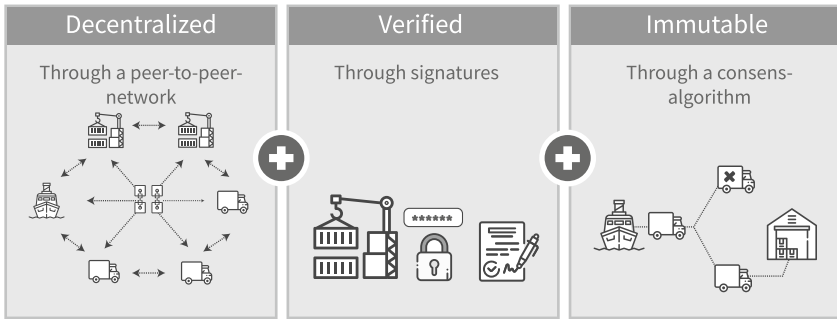 Decentralized
Through a peer-to-peer-
network
Verified
Through signatures
******
Immutable
Through a consens-
algorithm